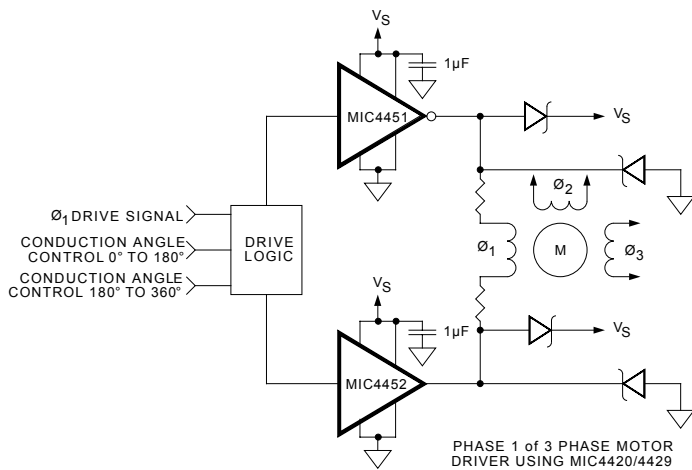 V_S
1µF
MIC4451
V_S
Ø_2
Ø_1 DRIVE SIGNAL
CONDUCTION ANGLE
CONTROL 0° TO 180°
CONDUCTION ANGLE
CONTROL 180° TO 360°
DRIVE
LOGIC
Ø_1
M
Ø_3
V_S
1µF
V_S
MIC4452
PHASE 1 of 3 PHASE MOTOR
DRIVER USING MIC4420/4429